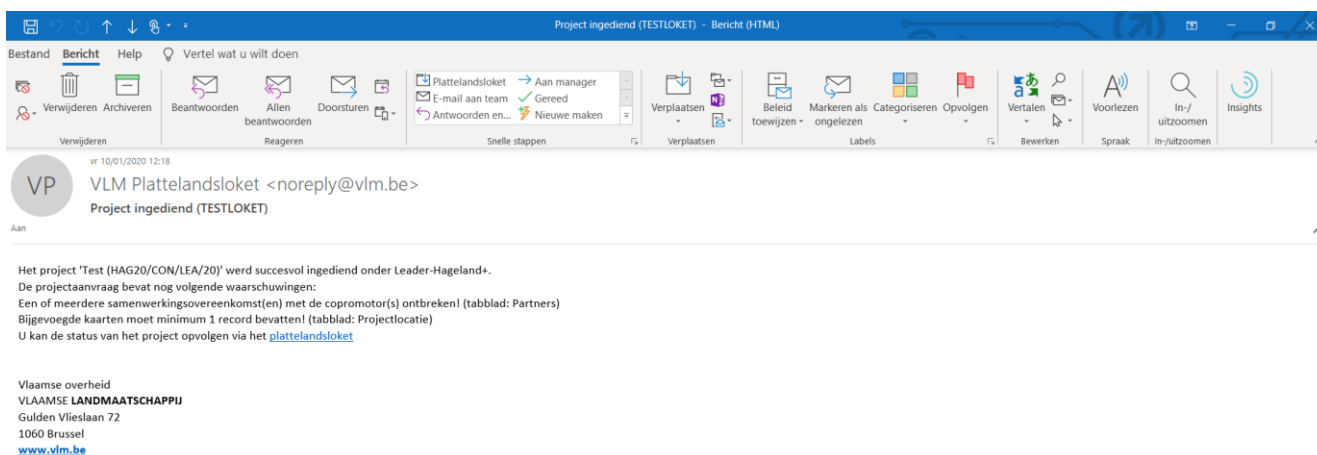 Project ingediend (TESTLOKET) - Bericht (HTML)
Bestand Bericht Help Vertel wat u wilt doen
Verwijderen Archiveren
Verwijderen
Beantwoorden Allen beantwoorden Doorsturen
Reageren
Plattelandsloket Aan manager
E-mail aan team Gereed
Antwoorden en... Nieuwe maken
Snelle stappen
Verplaatsen
Verplaatsen
Beleid toewijzen Markeren als ongelezen Categoriseren Opvolgen
Labels
Vertalen
Bewerken
Voorlezen
Spraak
In-/ uitzoomen
In-/uitzoomen
Insights
vr 10/01/2020 12:18
VP
VLM Plattelandsloket <noreply@vlm.be>
Project ingediend (TESTLOKET)
Aan
Het project 'Test (HAG20/CON/LEA/20)' werd succesvol ingediend onder Leader-Hageland+.
De projectaanvraag bevat nog volgende waarschuwingen:
Een of meerdere samenwerkingsovereenkomst(en) met de copromotor(s) ontbreken! (tabblad: Partners)
Bijgevoegde kaarten moet minimum 1 record bevatten! (tabblad: Projectlocatie)
U kan de status van het project opvolgen via het plattelandsloket
Vlaamse overheid
VLAAMSE LANDMAATSCHAPPIJ
Gulden Vlieslaan 72
1060 Brussel
www.vlm.be